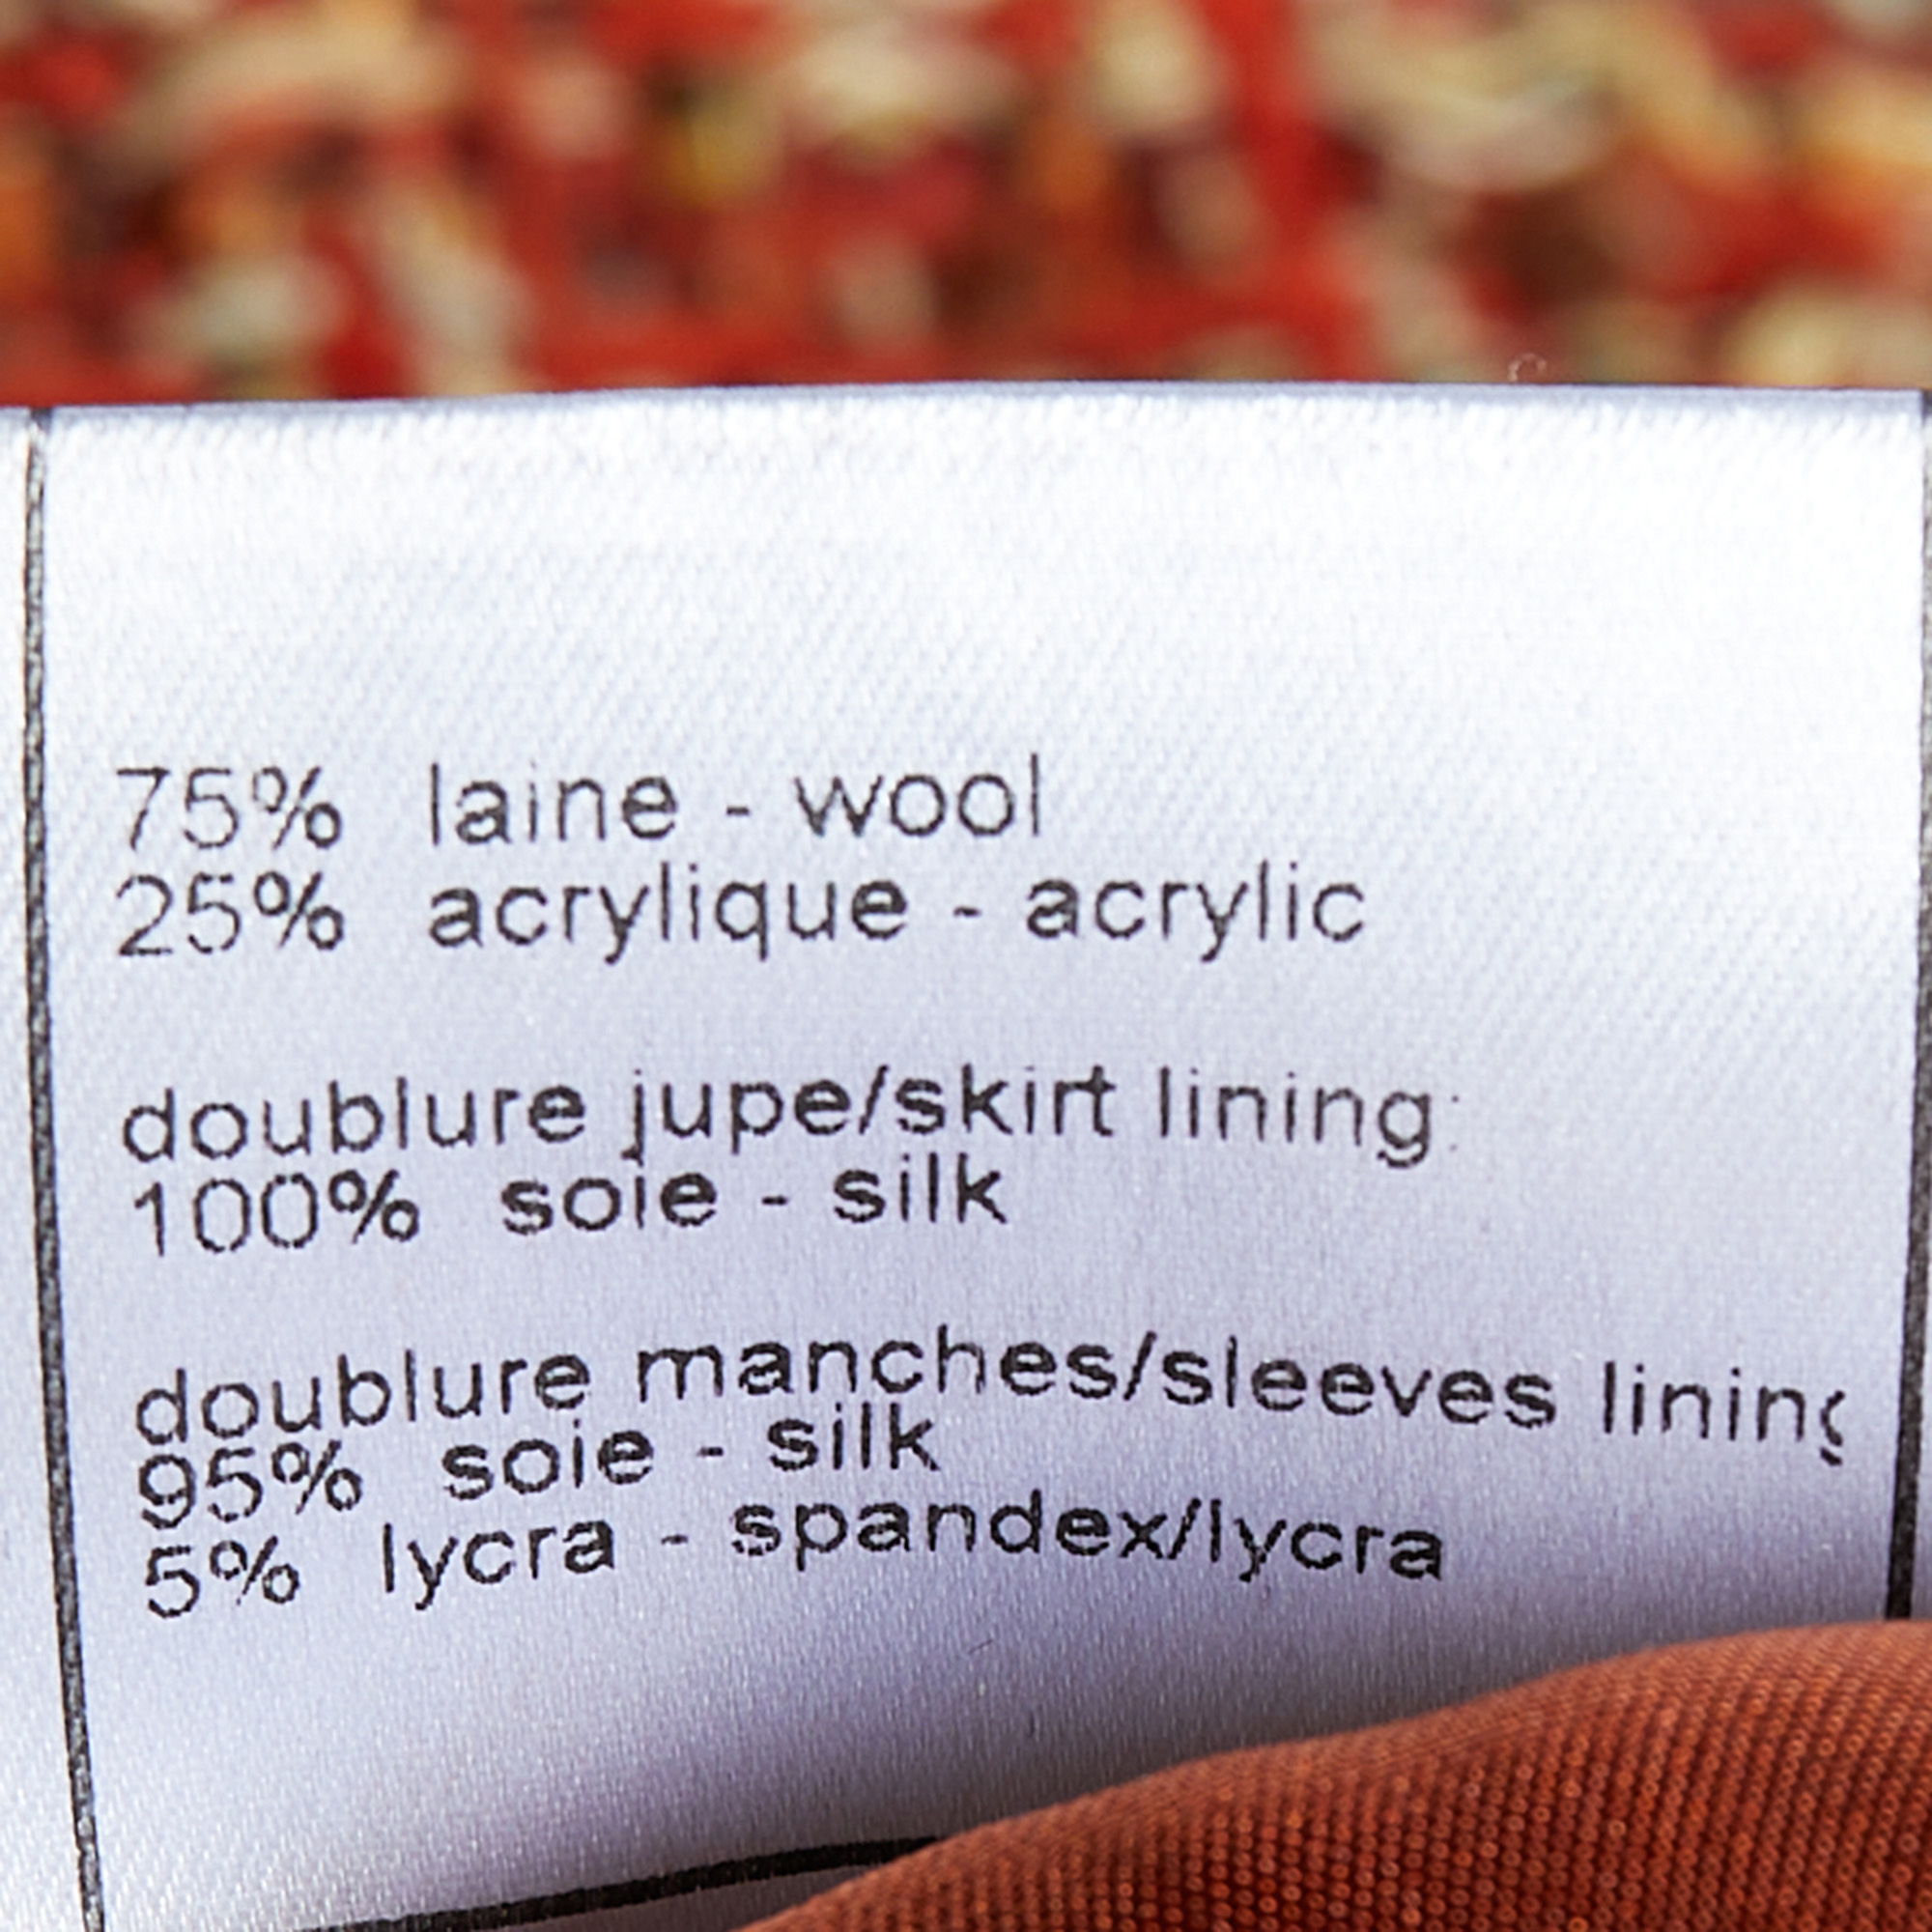 75% laine - wool
25% acrylique - acrylic
doublure jupe/skirt lining:
100% soie - silk
doublure manches/sleeves lining
95% soie - silk
5% lycra - spandex/lycra